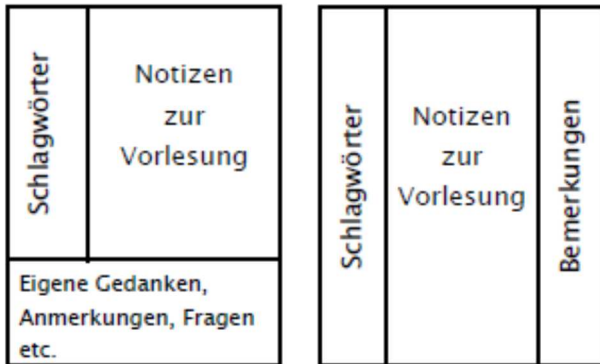 Schlagwörter
Notizen
zur
Vorlesung
Eigene Gedanken,
Anmerkungen, Fragen
etc.
Schlagwörter
Notizen
zur
Vorlesung
Bemerkungen